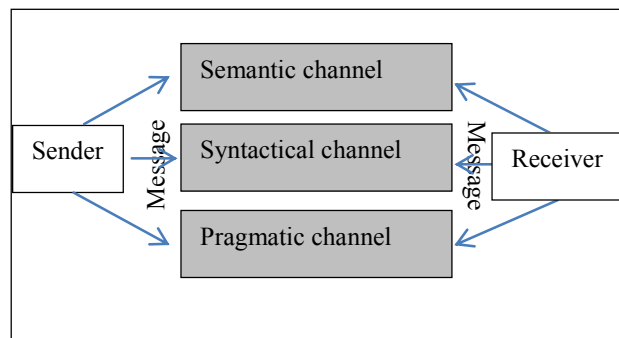 Semantic channel
Sender
Message
Syntactical channel
Message
Receiver
Pragmatic channel